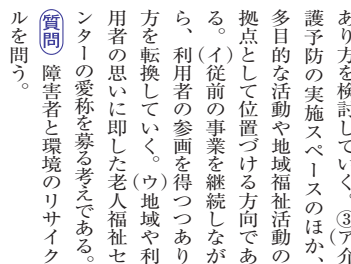 あり方を検討していく。③(ア介
護予防の実施スペースのほか、
多目的な活動や地域福祉活動の
拠点として位置づける方向であ
る。(イ従前の事業を継続しなが
ら、利用者の参画を得つつあり
方を転換していく。(ウ地域や利
用者の思いに即した老人福祉セ
ンターの愛称を募る考えである。
質問 障害者と環境のリサイク
ルを問う。